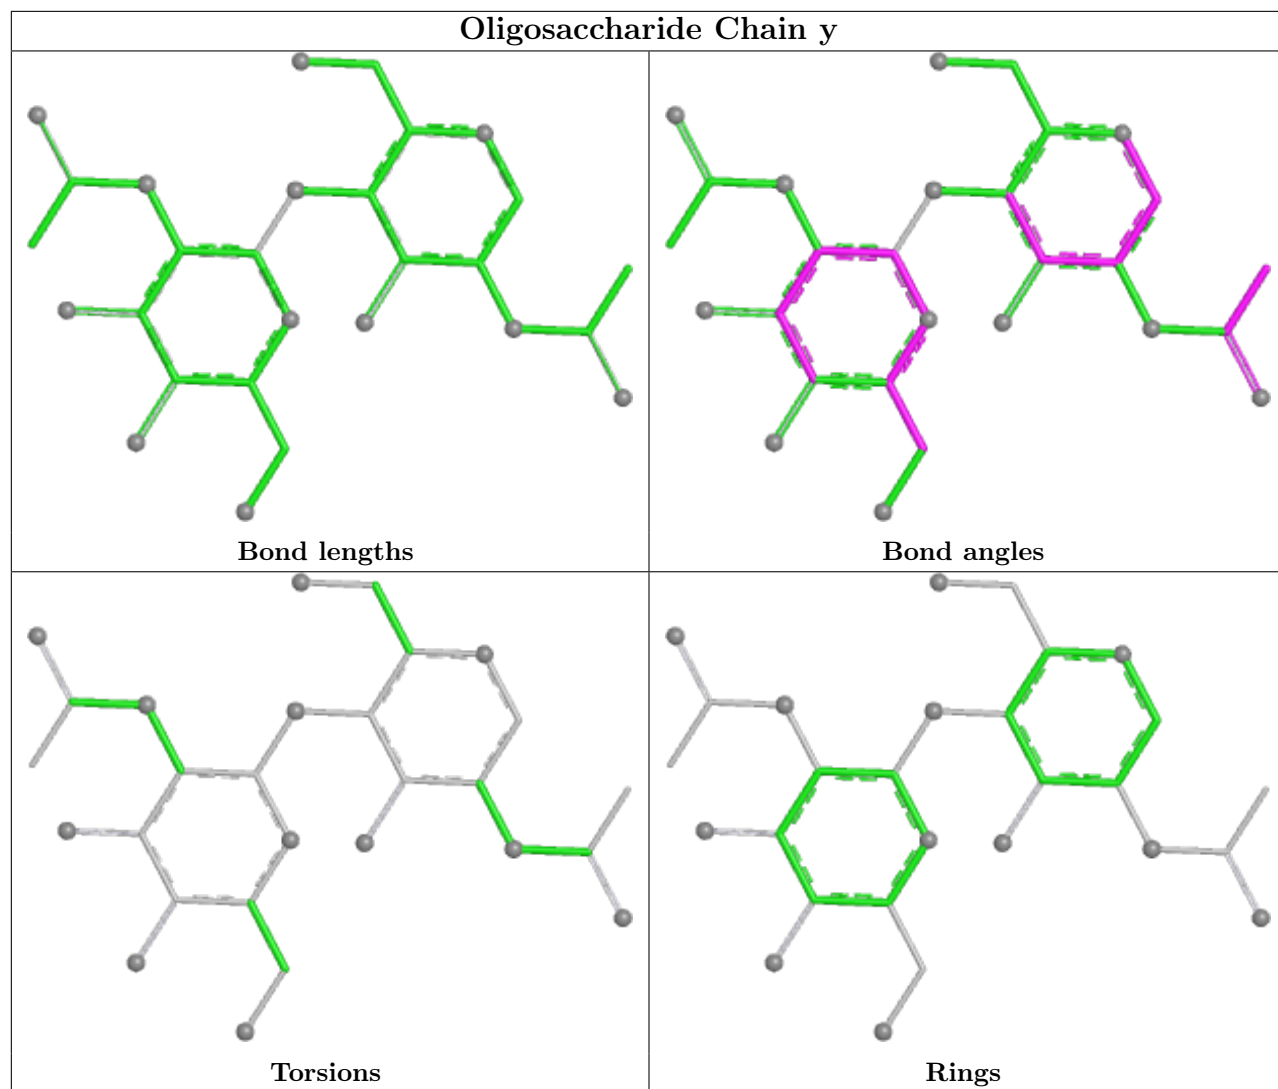 Oligosaccharide Chain y
Bond lengths
Bond angles
Torsions
Rings